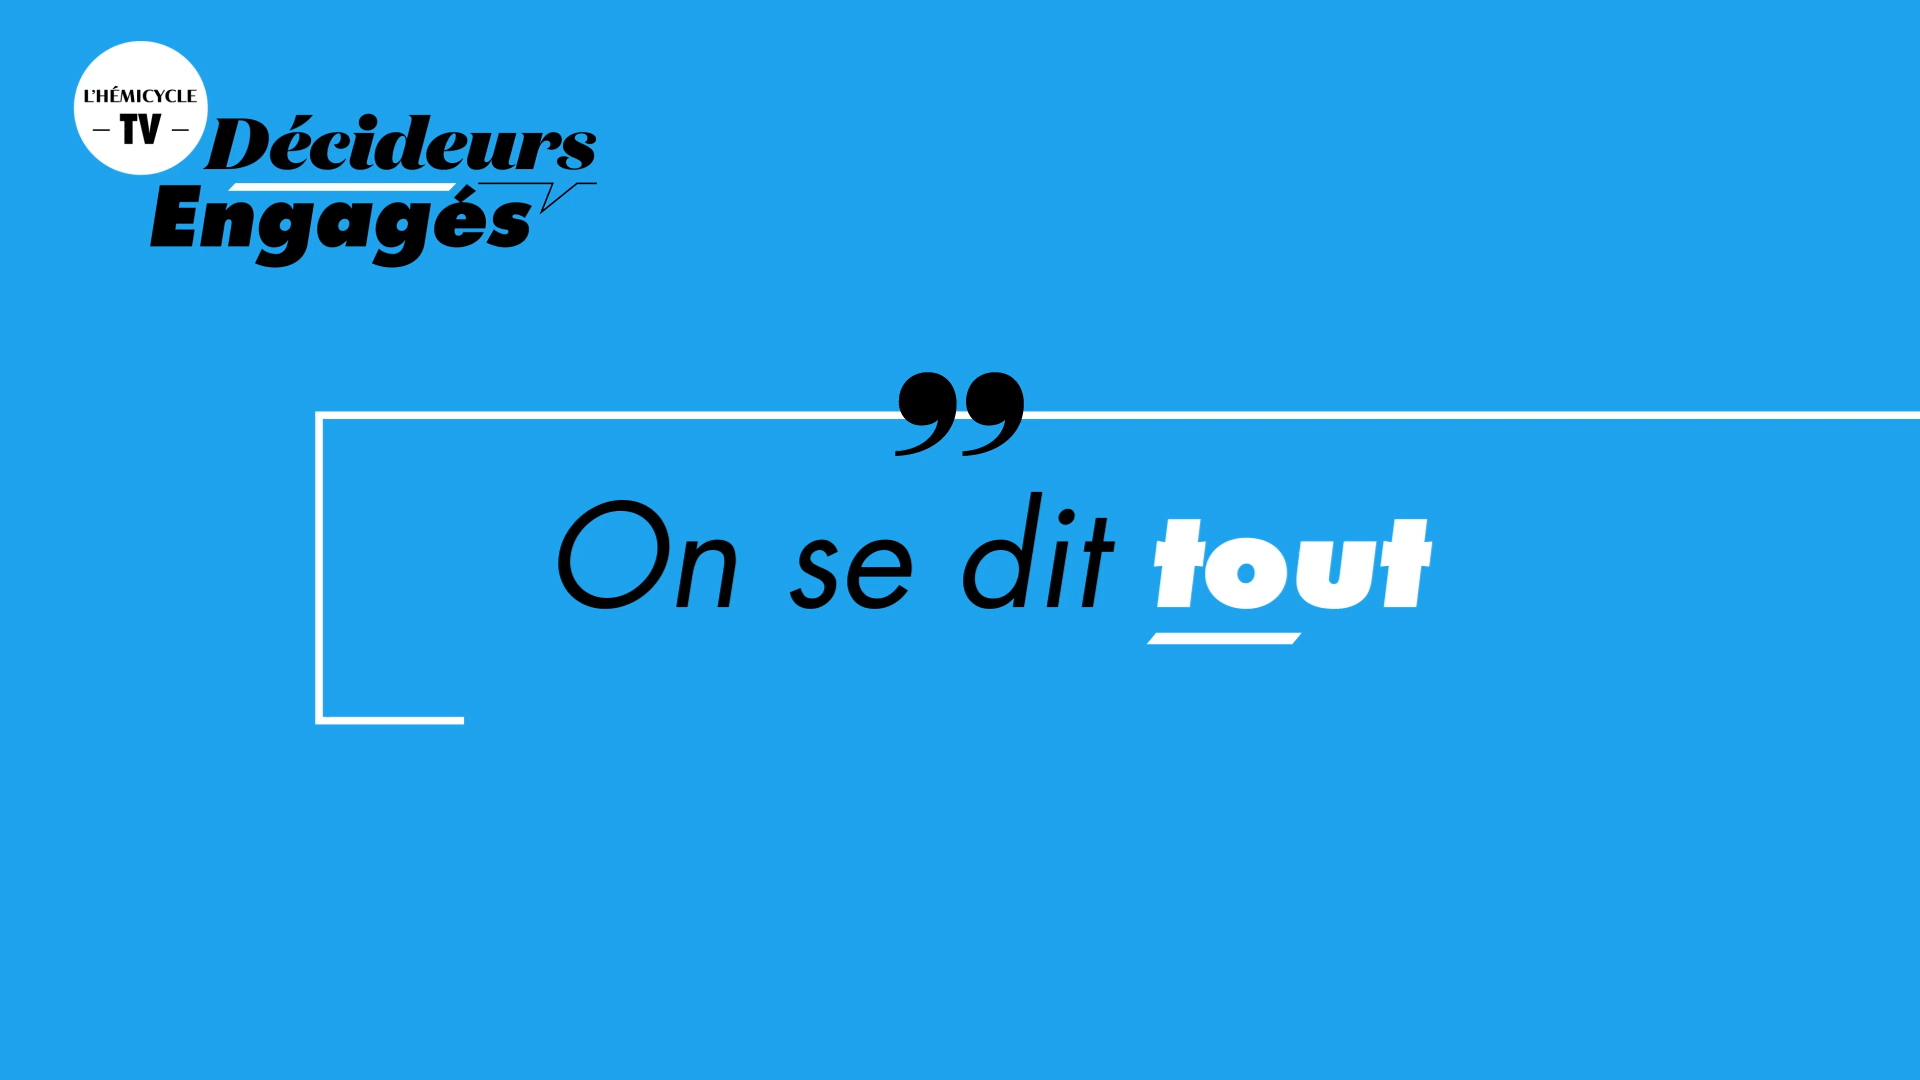 L'HÉMICYCLE
— TV —
Décideurs
Engagés
”
On se dit tout